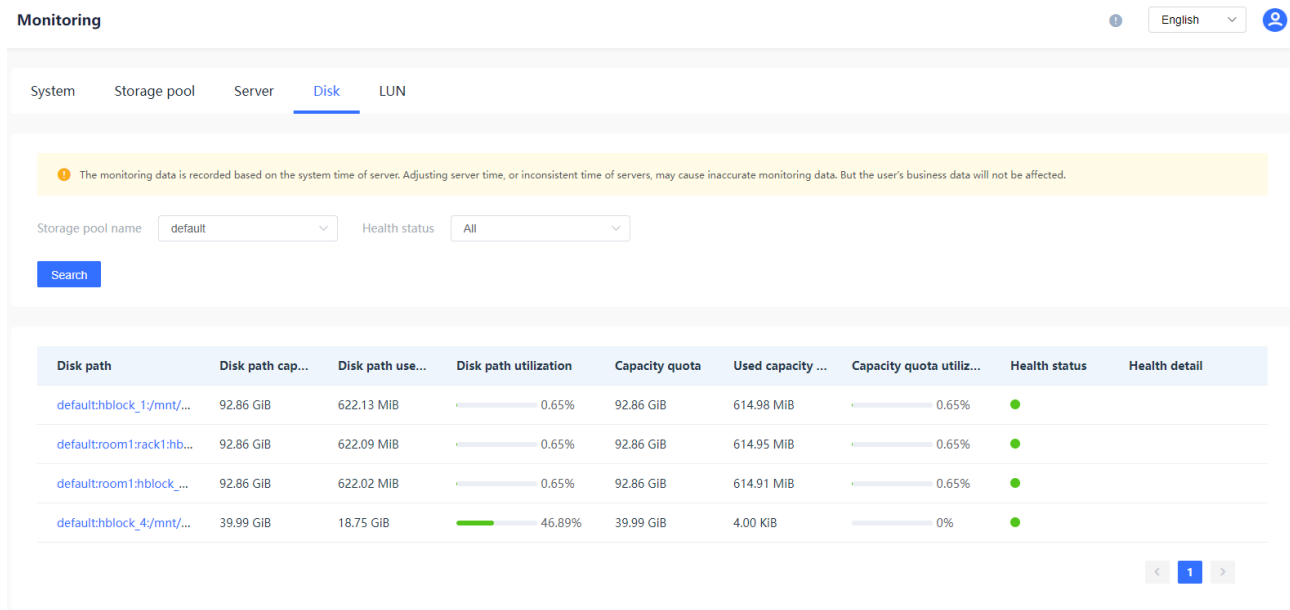 Monitoring
English
System Storage pool Server Disk LUN
The monitoring data is recorded based on the system time of server. Adjusting server time, or inconsistent time of servers, may cause inaccurate monitoring data. But the user's business data will not be affected.
Storage pool name default Health status All
Search
Disk path Disk path cap... Disk path use... Disk path utilization Capacity quota Used capacity ... Capacity quota utiliz... Health status Health detail
default:hblock_1:/mnt/... 92.86 GiB 622.13 MiB 0.65% 92.86 GiB 614.98 MiB 0.65%
default:room1:rack1:hb... 92.86 GiB 622.09 MiB 0.65% 92.86 GiB 614.95 MiB 0.65%
default:room1:hblock_... 92.86 GiB 622.02 MiB 0.65% 92.86 GiB 614.91 MiB 0.65%
default:hblock_4:/mnt/... 39.99 GiB 18.75 GiB 46.89% 39.99 GiB 4.00 KiB 0%
< 1 >